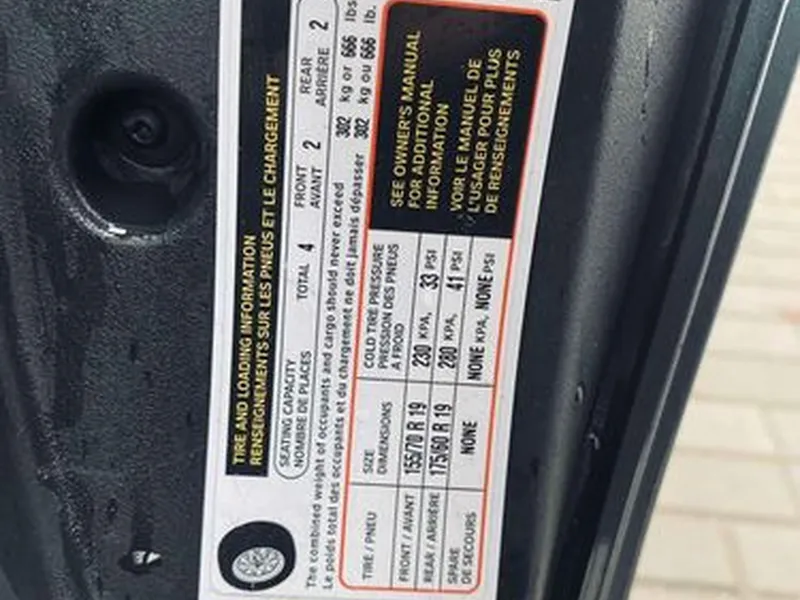 TIRE AND LOADING INFORMATION
RENSEIGNEMENTS SUR LES PNEUS ET LE CHARGEMENT
SEATING CAPACITY
NOMBRE DE PLACES
TOTAL 4
FRONT
AVANT 2
REAR
ARRIÈRE 2
The combined weight of occupants and cargo should never exceed 302 kg or 666 lbs
Le poids total des occupants et du chargement ne doit jamais dépasser 302 kg ou 666 lb.
TIRE / PNEU
SIZE
DIMENSIONS
COLD TIRE PRESSURE
PRESSION DES PNEUS
A FROID
FRONT / AVANT 155/70 R 19 230 KPA, 33 PSI
REAR / ARRIÈRE 175/60 R 19 280 KPA, 41 PSI
SPARE
DE SECOURS NONE NONE KPA, NONE PSI
SEE OWNER'S MANUAL
FOR ADDITIONAL
INFORMATION
VOIR LE MANUEL DE
L'USAGER POUR PLUS
DE RENSEIGNEMENTS